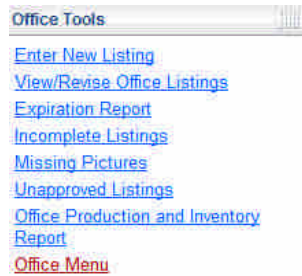 Office Tools
Enter New Listing
View/Revise Office Listings
Expiration Report
Incomplete Listings
Missing Pictures
Unapproved Listings
Office Production and Inventory
Report
Office Menu